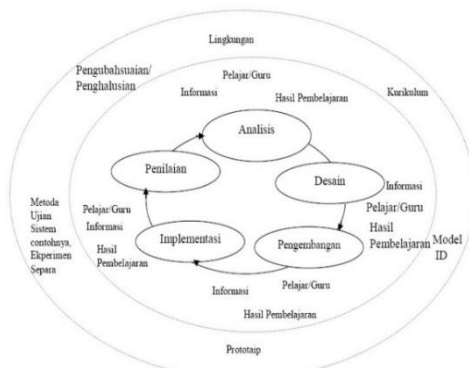 Lingkungan
Pengubahsuaian/
Penghalusian
Pelajar/Guru
Informasi
Hasil Pembelajaran
Kurikulum
Analisis
Penilaian
Desain
Informasi
Pelajar/Guru
Hasil
Pembelajaran
Model
ID
Metoda
Ujian
Sistem
contohnya,
Ekperimen
Separa
Pelajar/Guru
Informasi
Hasil
Pembelajaran
Implementasi
Pengembangan
Informasi
Pelajar/Guru
Hasil Pembelajaran
Prototaip